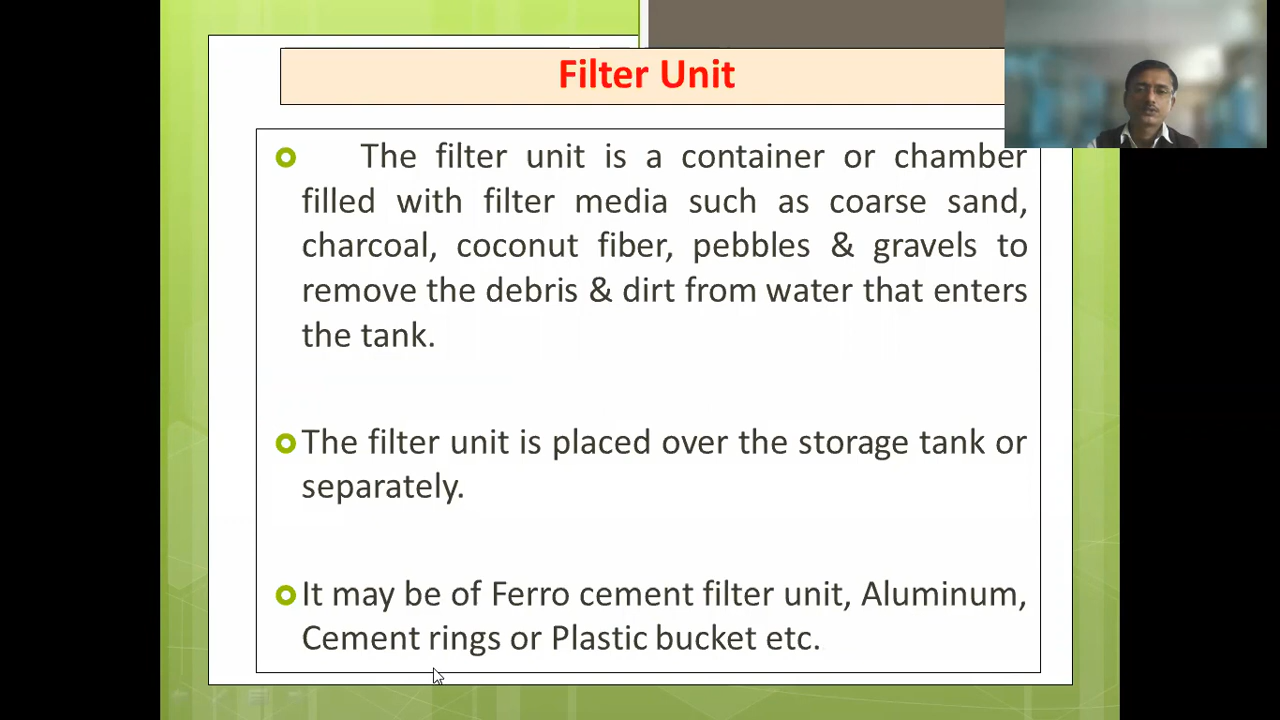 Filter Unit
The filter unit is a container or chamber
filled with filter media such as coarse sand,
charcoal, coconut fiber, pebbles & gravels to
remove the debris & dirt from water that enters
the tank.
The filter unit is placed over the storage tank or
separately.
It may be of Ferro cement filter unit, Aluminum,
Cement rings or Plastic bucket etc.